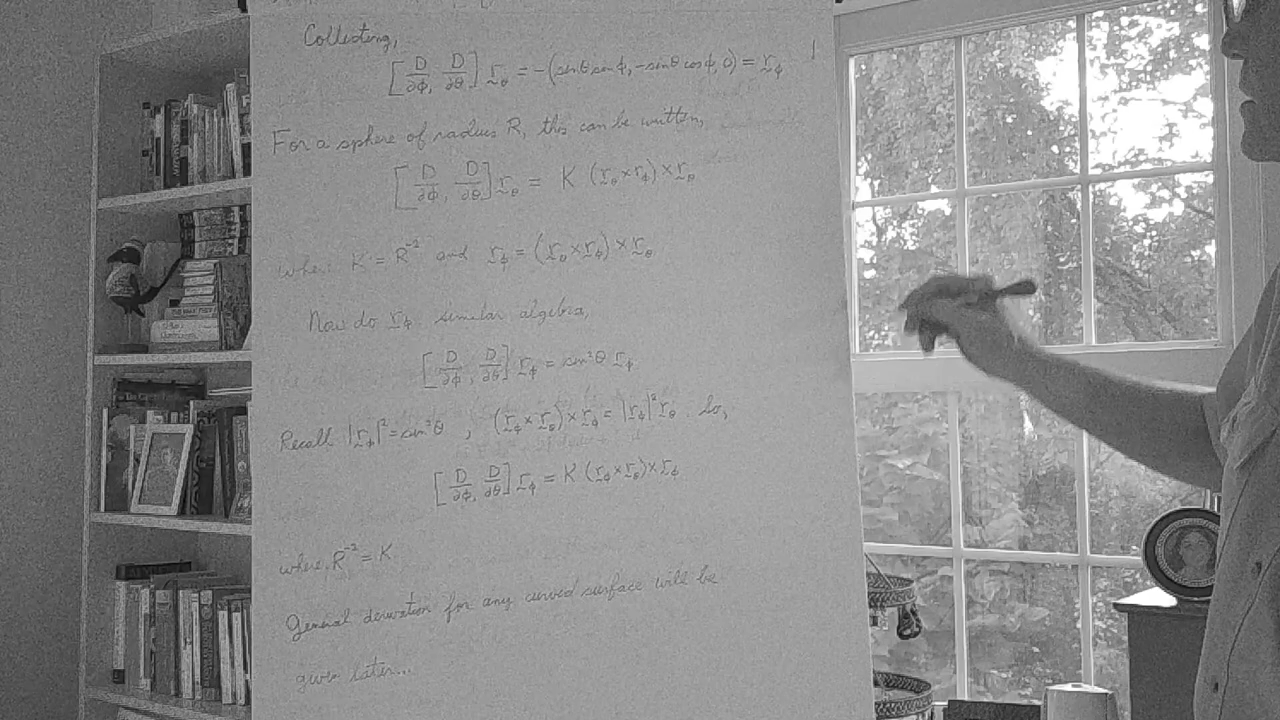 Collecting,
[D/∂φ, D/∂θ] r_θ = -(sinθ sinφ, -sinθ cosφ, 0) = r_φ
For a sphere of radius R, this can be written,
[D/∂φ, D/∂θ] r_θ = K (r_θ × r_φ) × r_θ
where K = R⁻² and r_φ = (r_θ × r_φ) × r_θ
Now do r_φ similar algebra,
[D/∂φ, D/∂θ] r_φ = sin²θ r_φ
Recall |r_φ|² = sin²θ , (r_φ × r_θ) × r_φ = |r_φ|² r_θ. So,
[D/∂φ, D/∂θ] r_φ = K (r_φ × r_θ) × r_φ
where, R⁻² = K
General derivation for any curved surface will be
given later...